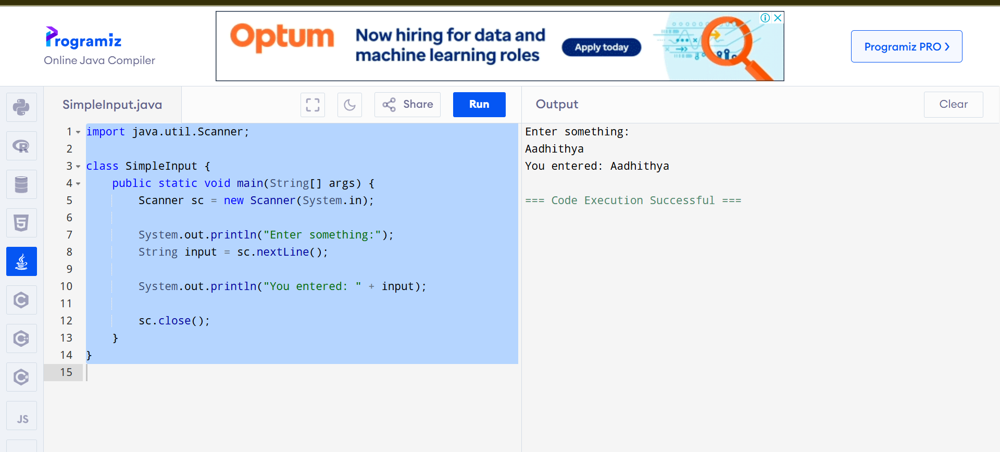 Programiz
Online Java Compiler
Optum
Now hiring for data and
machine learning roles
Apply today
Programiz PRO
SimpleInput.java
Share
Run
Output
Clear
1 import java.util.Scanner;
2
3 class SimpleInput {
4     public static void main(String[] args) {
5         Scanner sc = new Scanner(System.in);
6
7         System.out.println("Enter something:");
8         String input = sc.nextLine();
9
10         System.out.println("You entered: " + input);
11
12         sc.close();
13     }
14 }
15
Enter something:
Aadhithya
You entered: Aadhithya
=== Code Execution Successful ===
R
5
C
C++
C#
JS